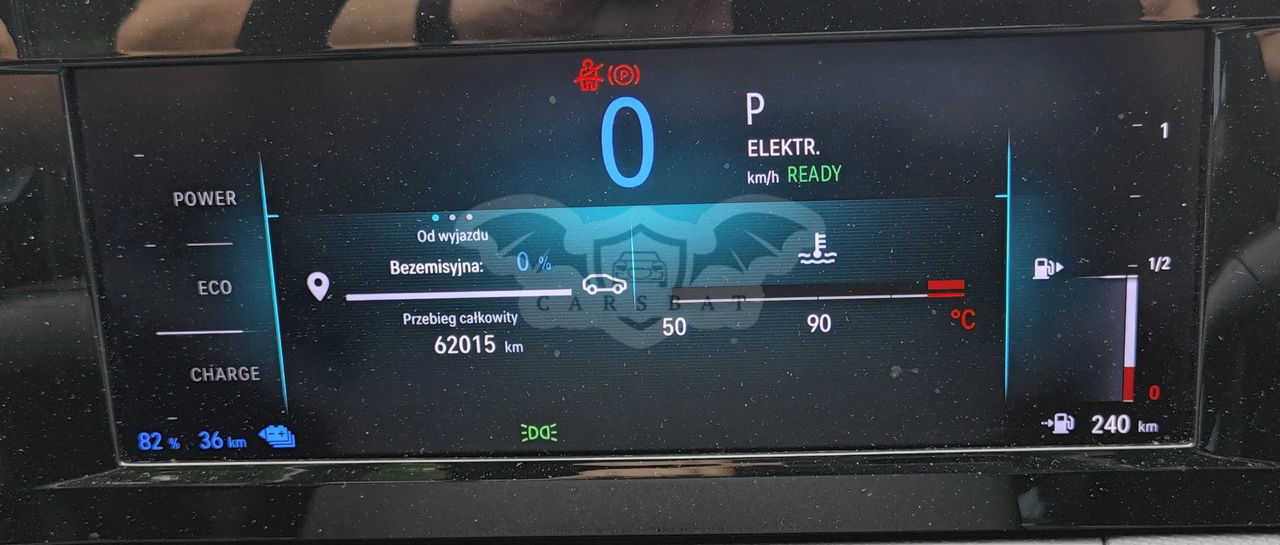 0
P
ELEKTR.
km/h READY
1
POWER
Od wyjazdu
Bezemisyjna: 0 %
1/2
ECO
CARSEAT
Przebieg całkowity
50 90 °C
62015 km
CHARGE
0
82 % 36 km
240 km